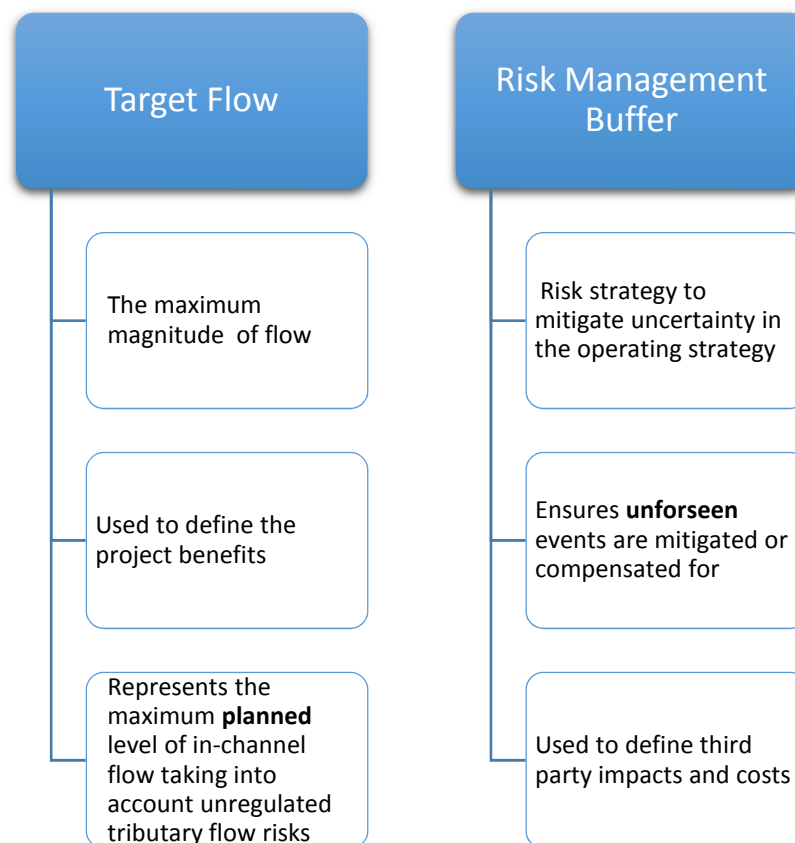 Target Flow
The maximum
magnitude  of flow
Used to define the
project benefits
Represents the
maximum planned
level of in-channel
flow taking into
account unregulated
tributary flow risks
Risk Management
Buffer
Risk strategy to
mitigate uncertainty in
the operating strategy
Ensures unforseen
events are mitigated or
compensated for
Used to define third
party impacts and costs